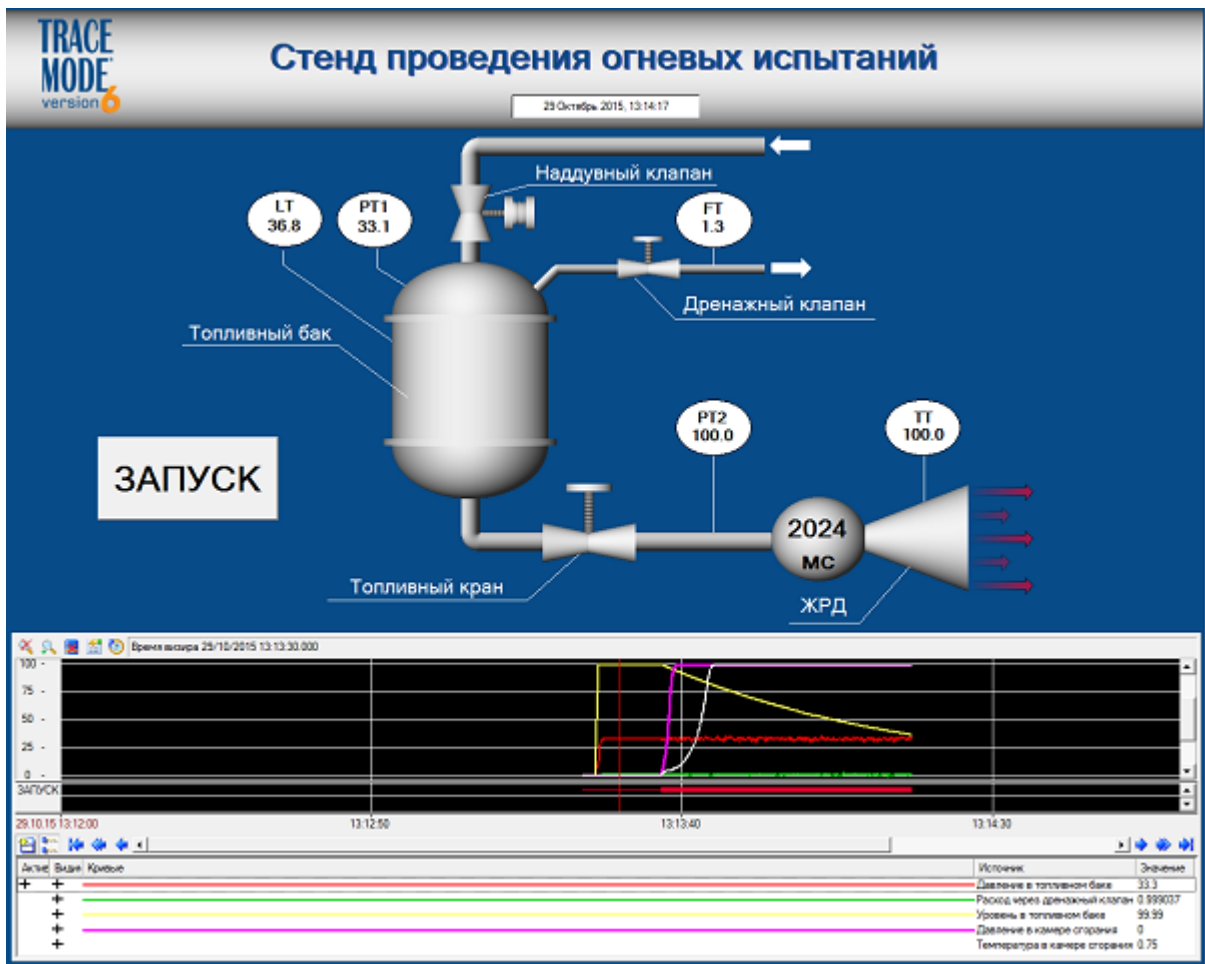 TRACE
MODE
version 6
Стенд проведения огневых испытаний
29 Октябрь 2015, 13:14:17
Наддувный клапан
LT
36.8
PT1
33.1
FT
1.3
Дренажный клапан
Топливный бак
PT2
100.0
TT
100.0
ЗАПУСК
2024
мс
Топливный кран
ЖРД
Время визира 29/10/2015 13:13:30.000
100
75
50
25
0
ЗАПУСК
29.10.15 13:12:00
13:12:50
13:13:40
13:14:30
Актив Види Кривые Источник Значение
Давление в топливном баке 33.3
Расход через дренажный клапан 0.999037
Уровень в топливном баке 99.99
Давление в камере сгорания 0
Температура в камере сгорания 0.75